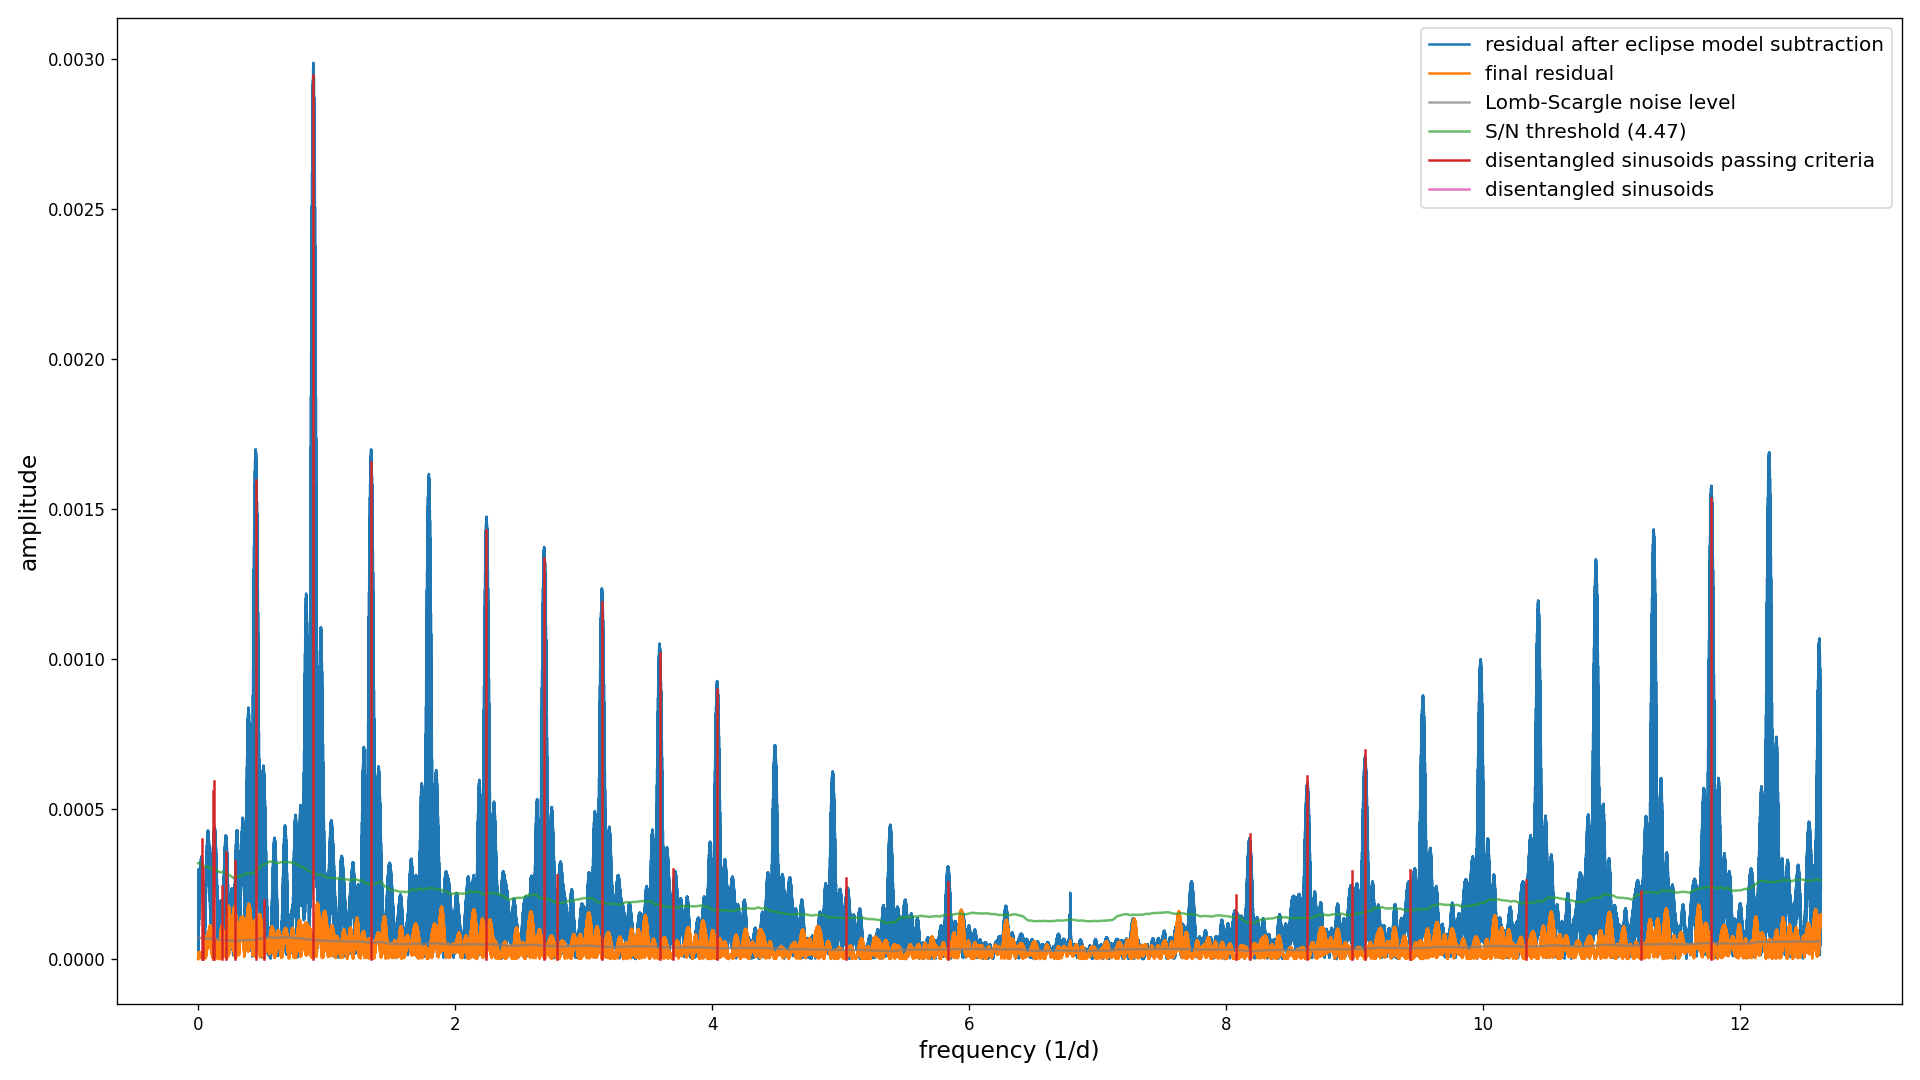 residual after eclipse model subtraction
final residual
Lomb-Scargle noise level
S/N threshold (4.47)
disentangled sinusoids passing criteria
disentangled sinusoids
0.0030
0.0025
0.0020
0.0015
0.0010
0.0005
0.0000
amplitude
0 2 4 6 8 10 12
frequency (1/d)